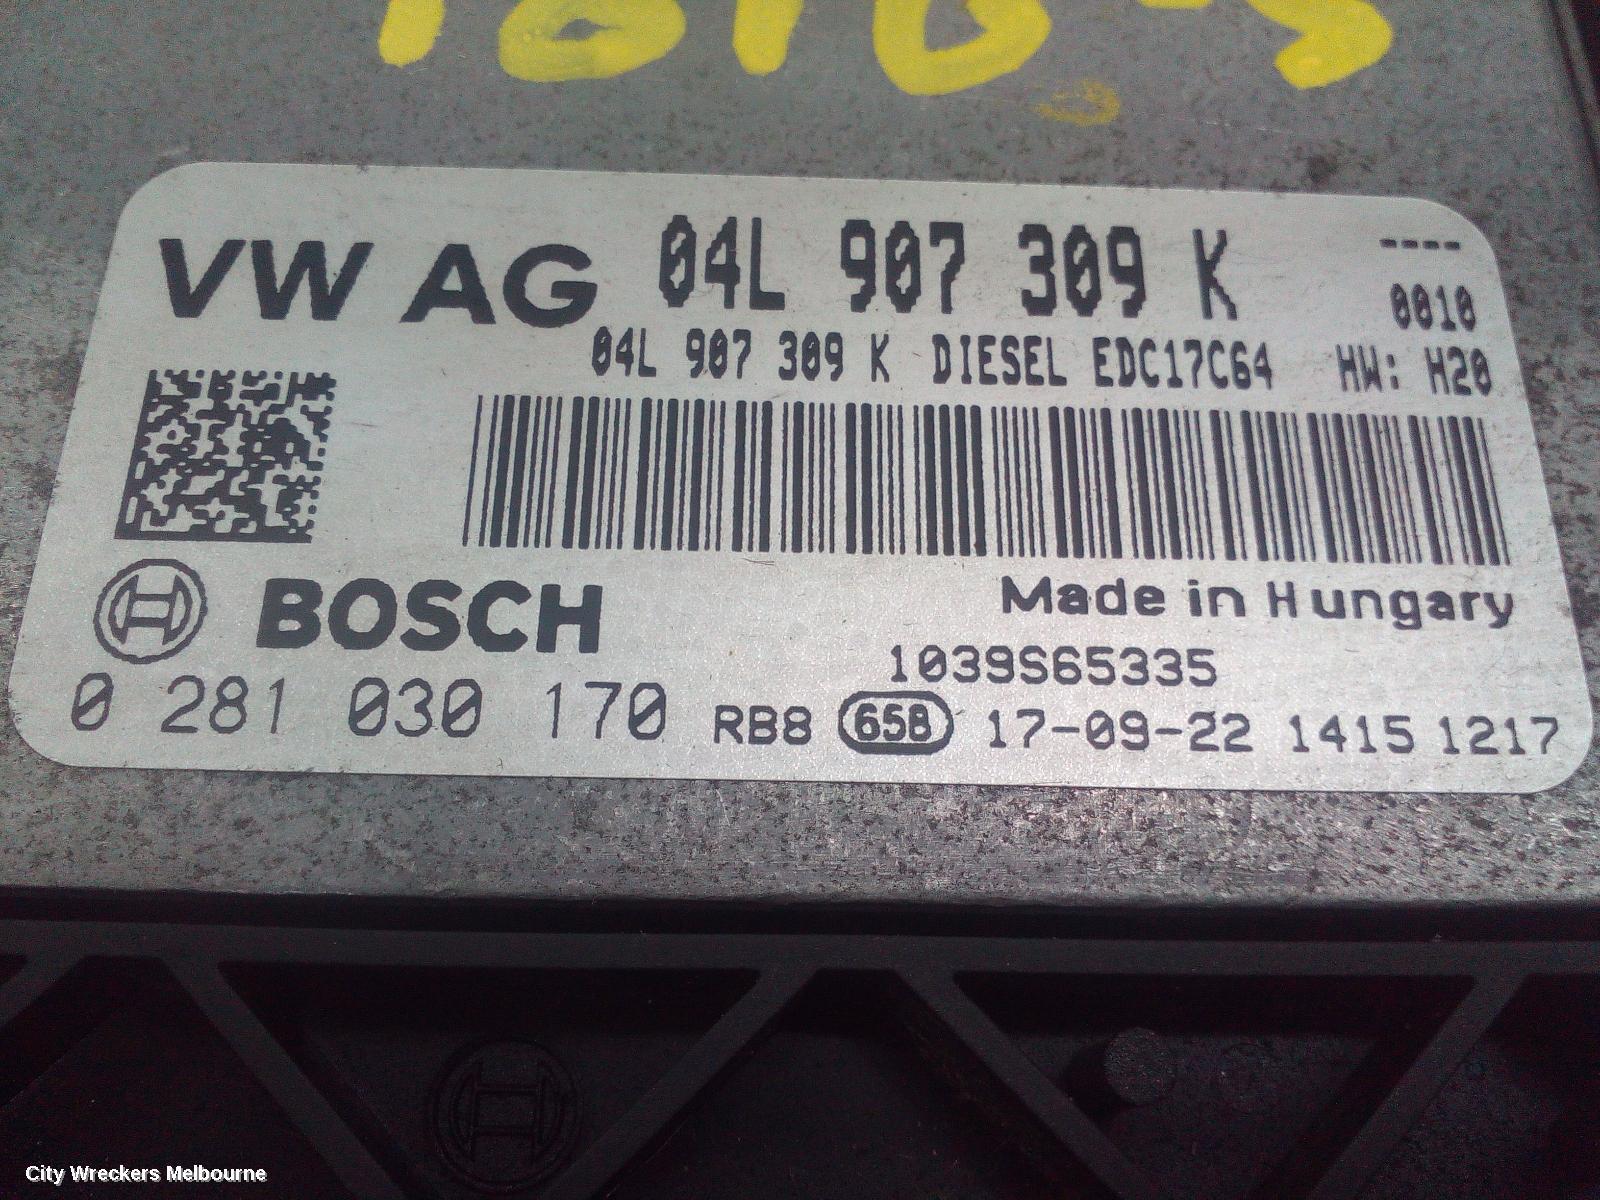 VW AG 04L 907 309 K ----
0010
04L 907 309 K DIESEL EDC17C64 HW: H20
BOSCH
Made in Hungary
1039S65335
0 281 030 170 RB8 65B 17-09-22 1415 1217
City Wreckers Melbourne